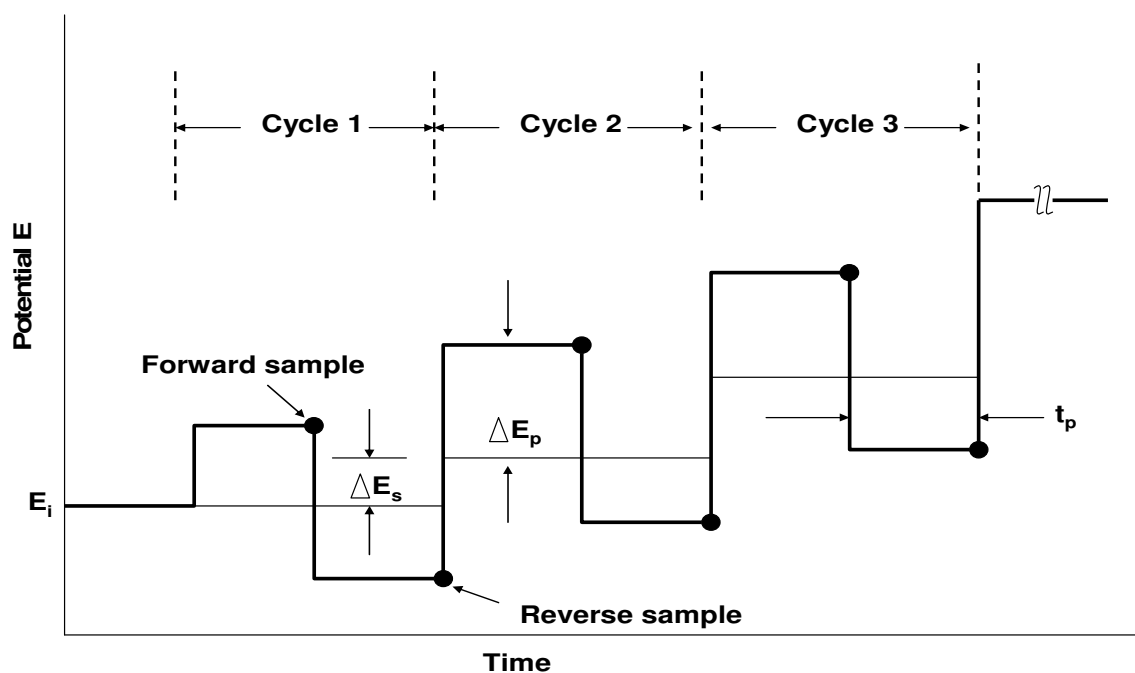 Cycle 1
Cycle 2
Cycle 3
Potential E
Forward sample
△Eₚ
tₚ
△Eₛ
Eᵢ
Reverse sample
Time